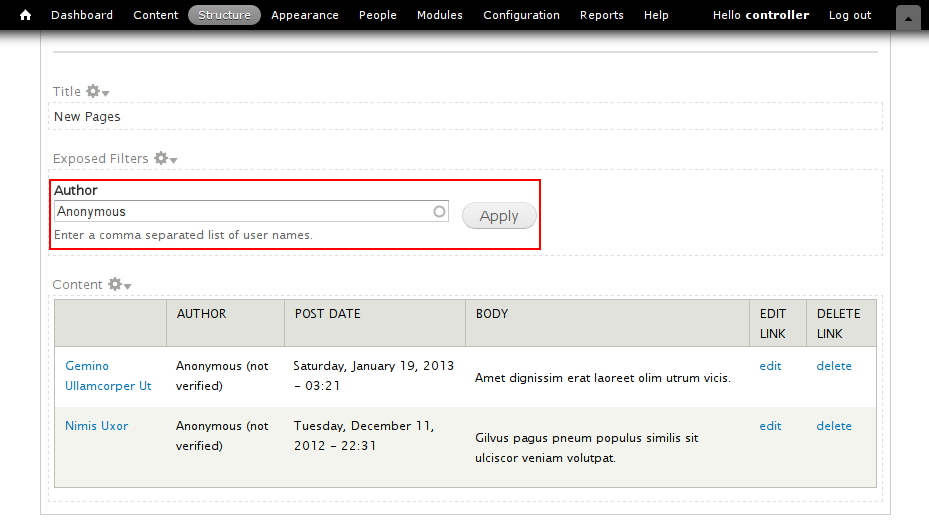 Dashboard Content Structure Appearance People Modules Configuration Reports Help Hello controller Log out
Title
New Pages
Exposed Filters
Author
Anonymous
Apply
Enter a comma separated list of user names.
Content
AUTHOR POST DATE BODY EDIT LINK DELETE LINK
Gemino
Ullamcorper Ut
Anonymous (not
verified)
Saturday, January 19, 2013
- 03:21
Amet dignissim erat laoreet olim utrum vicis.
edit
delete
Nimis Uxor
Anonymous (not
verified)
Tuesday, December 11,
2012 - 22:31
Gilvus pagus pneum populus similis sit
ulciscor veniam volutpat.
edit
delete